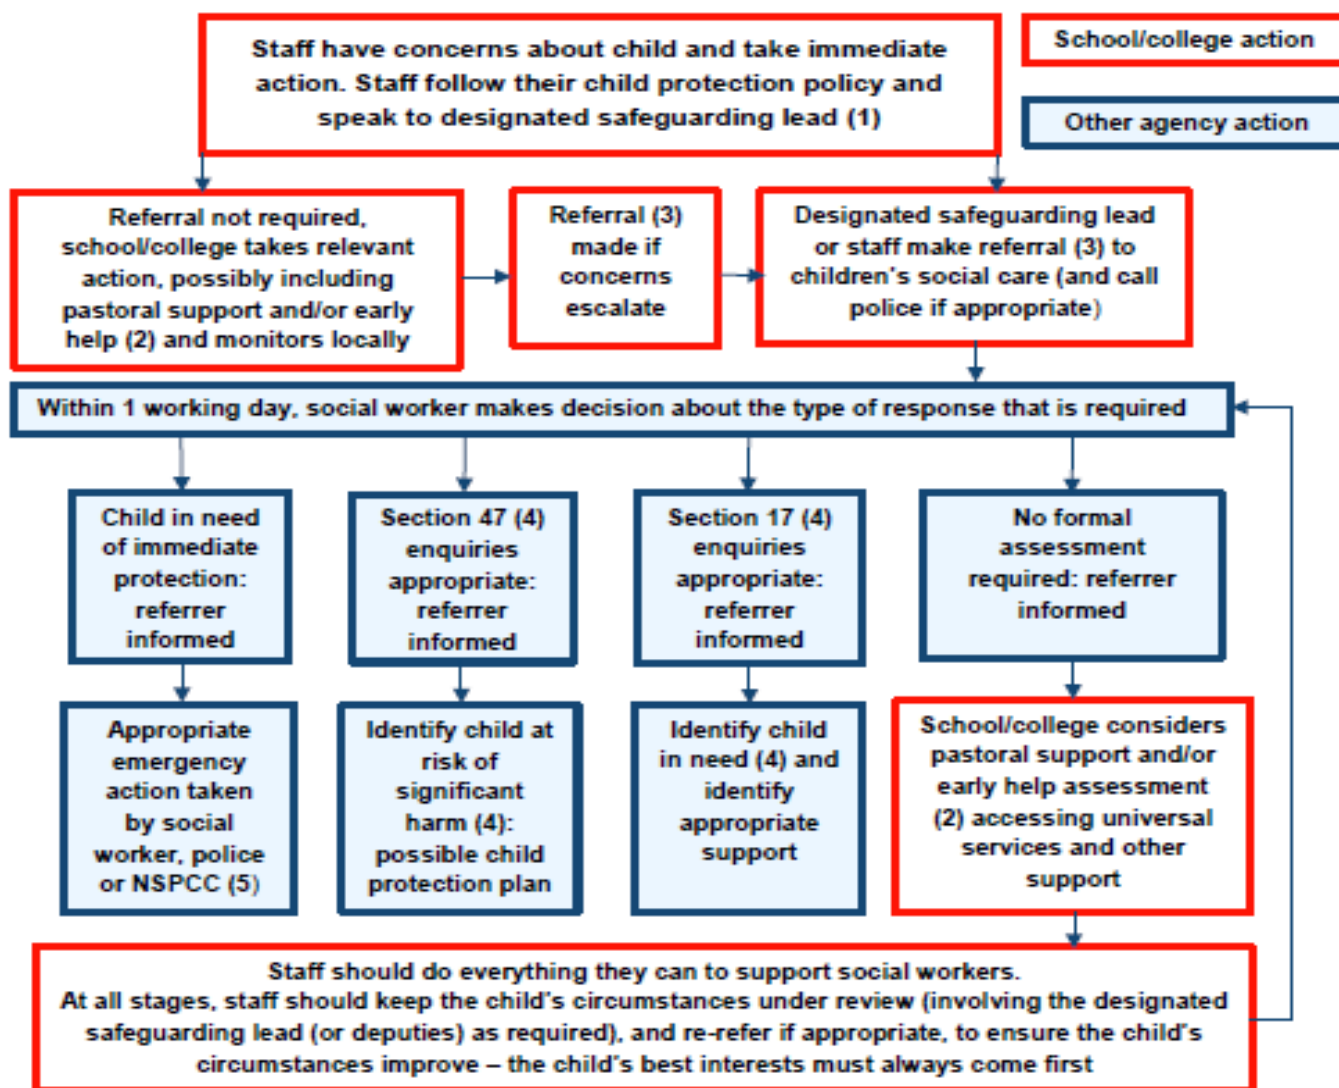 Staff have concerns about child and take immediate
action. Staff follow their child protection policy and
speak to designated safeguarding lead (1)
School/college action
Other agency action
Referral not required,
school/college takes relevant
action, possibly including
pastoral support and/or early
help (2) and monitors locally
Referral (3)
made if
concerns
escalate
Designated safeguarding lead
or staff make referral (3) to
children's social care (and call
police if appropriate)
Within 1 working day, social worker makes decision about the type of response that is required
Child in need
of immediate
protection:
referrer
informed
Section 47 (4)
enquiries
appropriate:
referrer
informed
Section 17 (4)
enquiries
appropriate:
referrer
informed
No formal
assessment
required: referrer
informed
Appropriate
emergency
action taken
by social
worker, police
or NSPCC (5)
Identify child at
risk of
significant
harm (4):
possible child
protection plan
Identify child
in need (4) and
identify
appropriate
support
School/college considers
pastoral support and/or
early help assessment
(2) accessing universal
services and other
support
Staff should do everything they can to support social workers.
At all stages, staff should keep the child's circumstances under review (involving the designated
safeguarding lead (or deputies) as required), and re-refer if appropriate, to ensure the child's
circumstances improve – the child's best interests must always come first